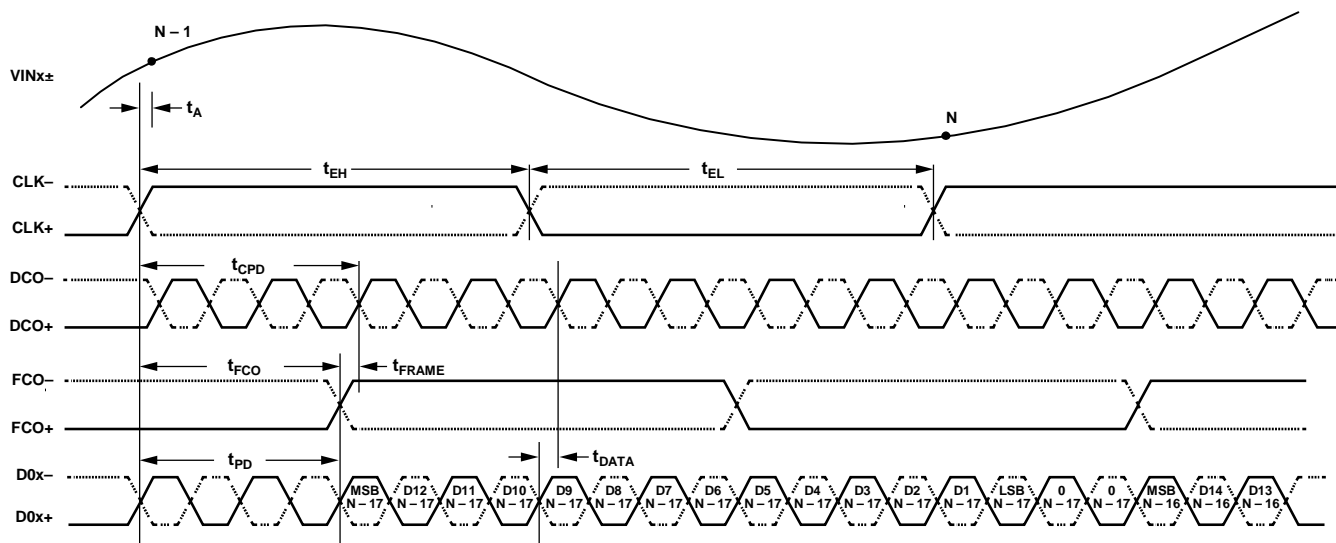 N – 1
VINx±
tA
N
tEH
tEL
CLK–
CLK+
tCPD
DCO–
DCO+
tFCO
tFRAME
FCO–
FCO+
tPD
tDATA
D0x–
D0x+
MSB N – 17
D12 N – 17
D11 N – 17
D10 N – 17
D9 N – 17
D8 N – 17
D7 N – 17
D6 N – 17
D5 N – 17
D4 N – 17
D3 N – 17
D2 N – 17
D1 N – 17
LSB N – 17
0 N – 17
0 N – 17
MSB N – 16
D14 N – 16
D13 N – 16